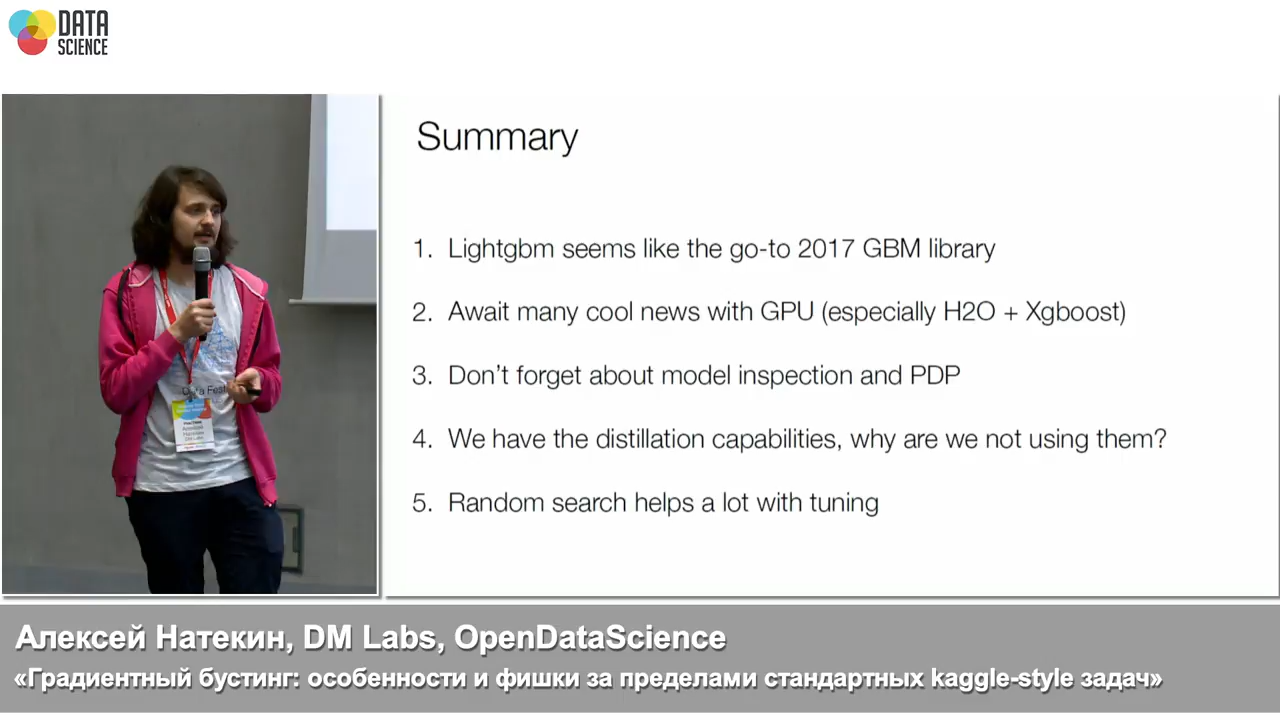 DATA
SCIENCE
Summary
1. Lightgbm seems like the go-to 2017 GBM library
2. Await many cool news with GPU (especially H2O + Xgboost)
3. Don't forget about model inspection and PDP
4. We have the distillation capabilities, why are we not using them?
5. Random search helps a lot with tuning
Data Fest
Алексей Натекин, DM Labs, OpenDataScience
«Градиентный бустинг: особенности и фишки за пределами стандартных kaggle-style задач»